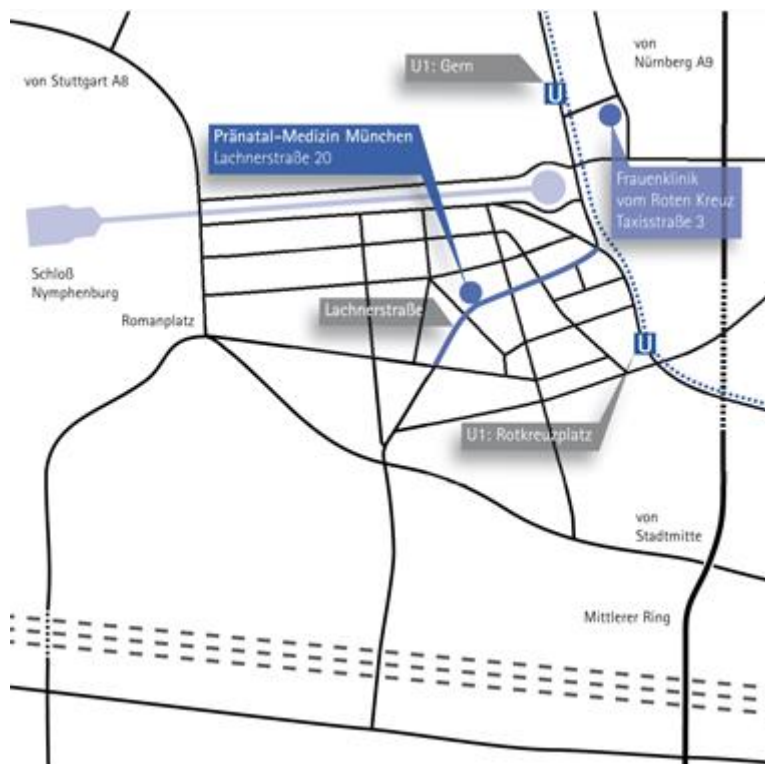 U1: Gern
von
Nürnberg A9
von Stuttgart A8
Pränatal-Medizin München
Lachnerstraße 20
Frauenklinik
vom Roten Kreuz
Taxisstraße 3
Schloß
Nymphenburg
Romanplatz
Lachnerstraße
U
U
U1: Rotkreuzplatz
von
Stadtmitte
Mittlerer Ring